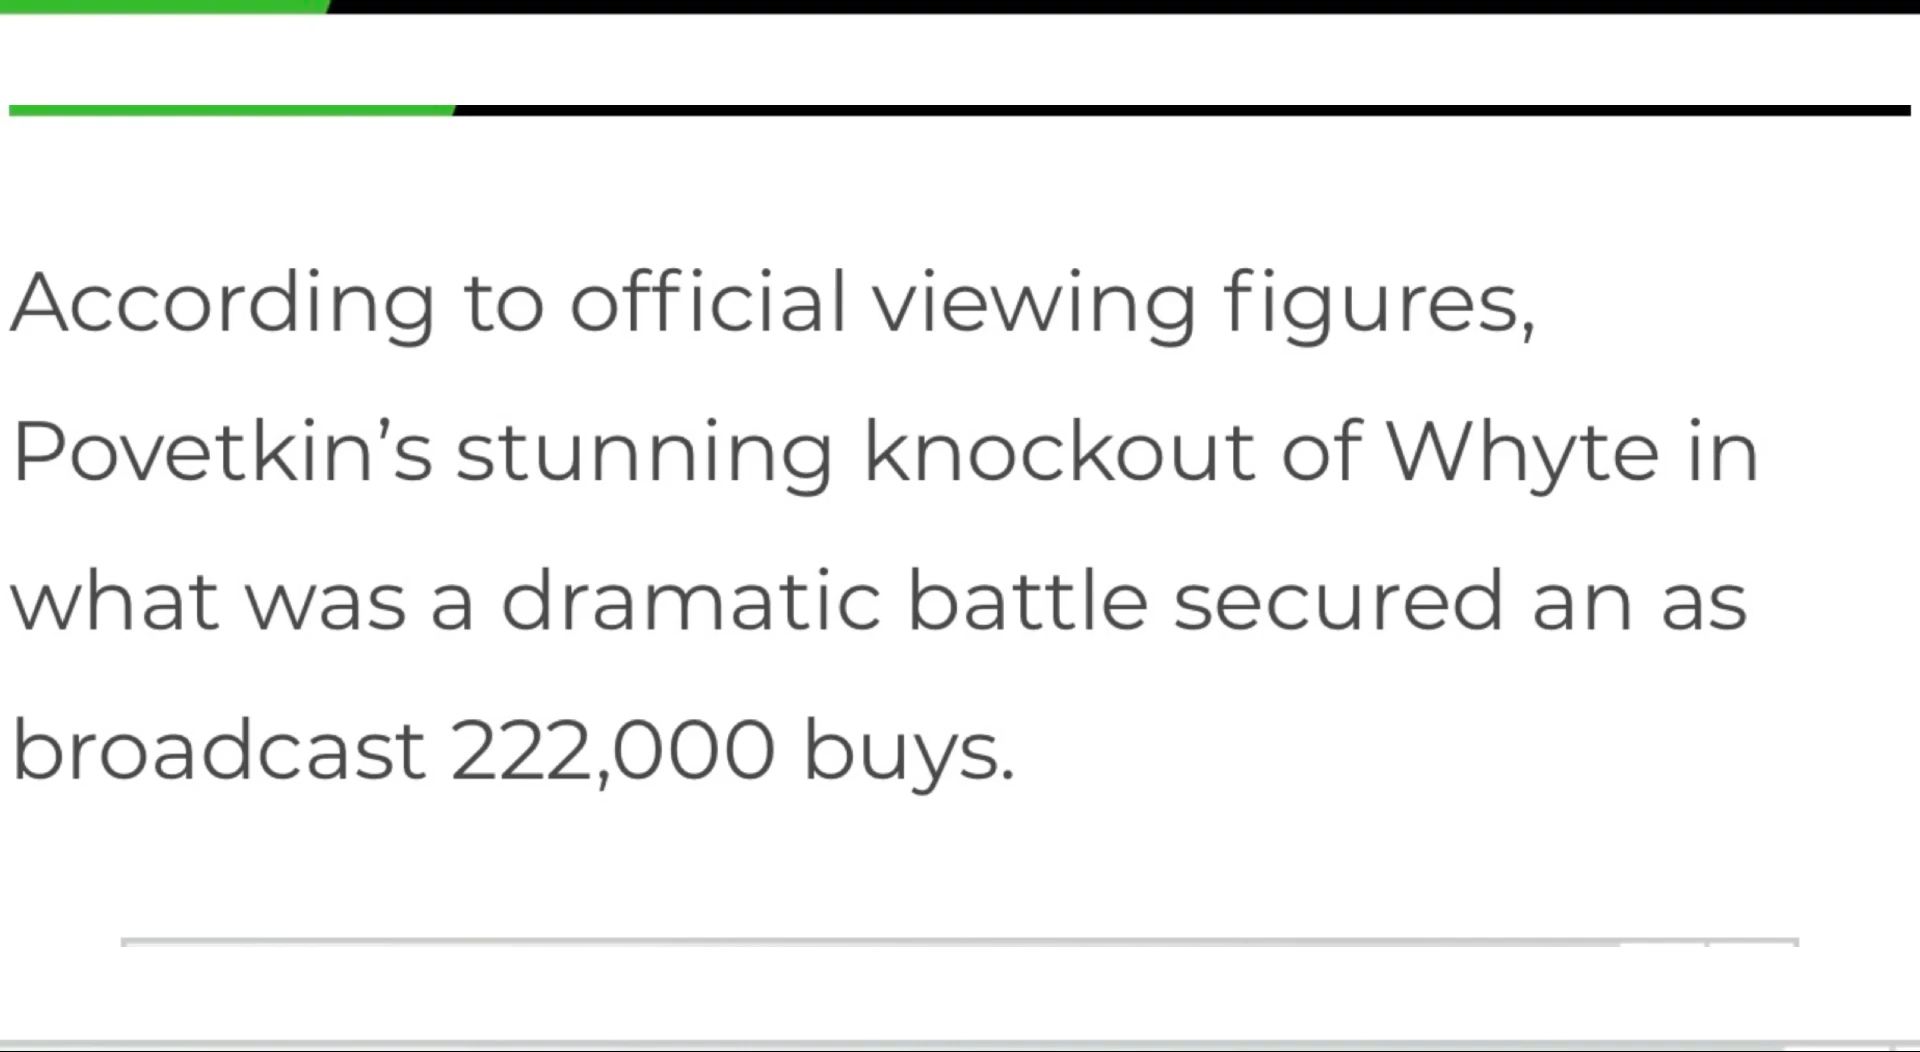 According to official viewing figures,
Povetkin’s stunning knockout of Whyte in
what was a dramatic battle secured an as
broadcast 222,000 buys.